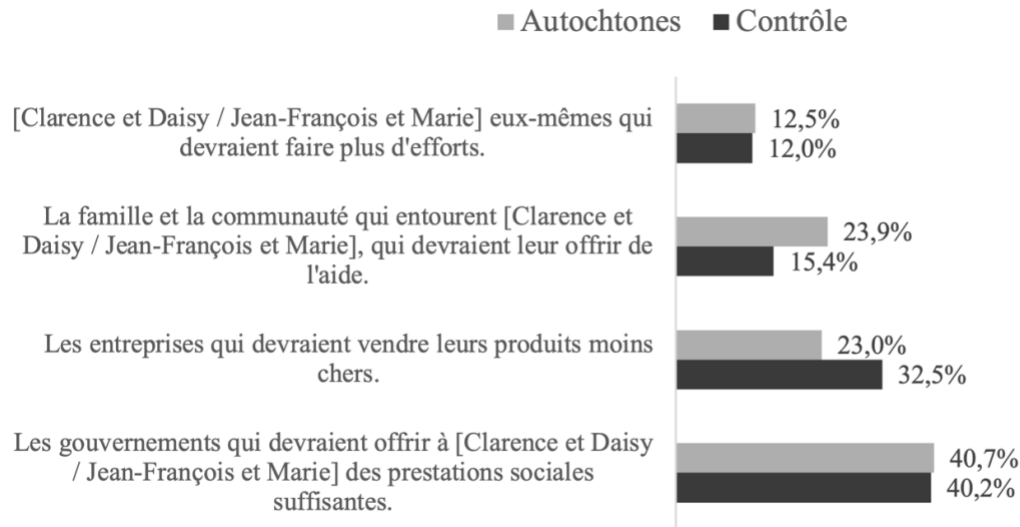 Autochtones Contrôle
[Clarence et Daisy / Jean-François et Marie] eux-mêmes qui
devraient faire plus d'efforts.
12,5%
12,0%
La famille et la communauté qui entourent [Clarence et
Daisy / Jean-François et Marie], qui devraient leur offrir de
l'aide.
23,9%
15,4%
Les entreprises qui devraient vendre leurs produits moins
chers.
23,0%
32,5%
Les gouvernements qui devraient offrir à [Clarence et Daisy
/ Jean-François et Marie] des prestations sociales
suffisantes.
40,7%
40,2%